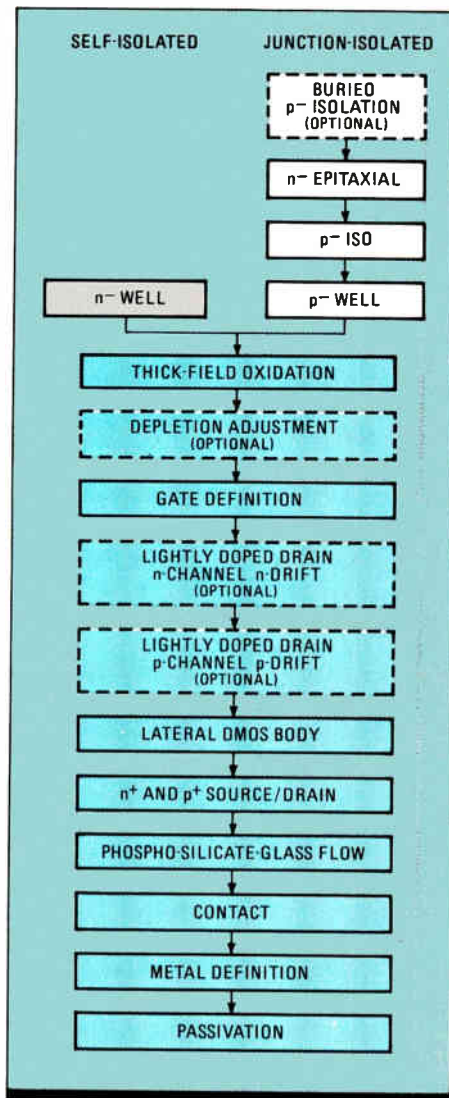 SELF-ISOLATED
JUNCTION-ISOLATED
BURIED
p– ISOLATION
(OPTIONAL)
n– EPITAXIAL
p– ISO
n– WELL
p– WELL
THICK-FIELD OXIDATION
DEPLETION ADJUSTMENT
(OPTIONAL)
GATE DEFINITION
LIGHTLY DOPED DRAIN
n-CHANNEL n-DRIFT
(OPTIONAL)
LIGHTLY DOPED DRAIN
p-CHANNEL p-DRIFT
(OPTIONAL)
LATERAL DMOS BODY
n+ AND p+ SOURCE/DRAIN
PHOSPHO-SILICATE-GLASS FLOW
CONTACT
METAL DEFINITION
PASSIVATION